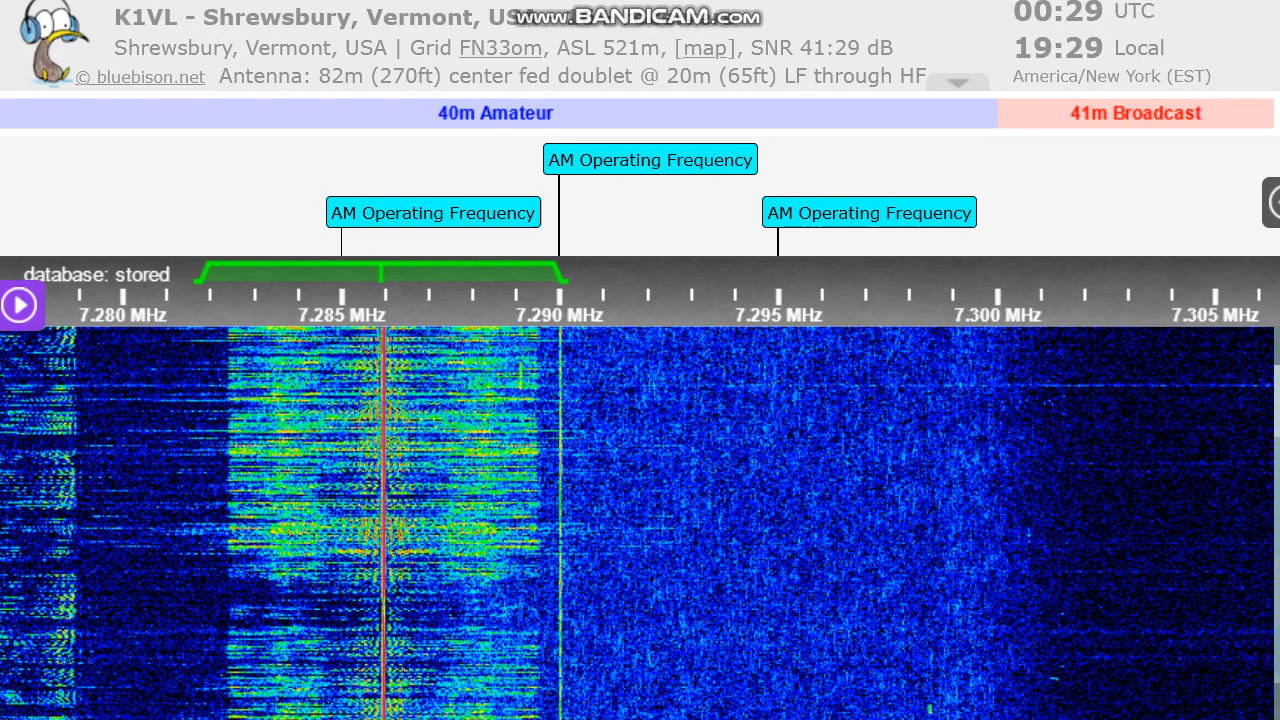 K1VL - Shrewsbury, Vermont, US
www.BANDICAM.com
00:29 UTC
Shrewsbury, Vermont, USA | Grid FN33om, ASL 521m, [map], SNR 41:29 dB
19:29 Local
© bluebison.net Antenna: 82m (270ft) center fed doublet @ 20m (65ft) LF through HF
America/New York (EST)
40m Amateur
41m Broadcast
AM Operating Frequency
AM Operating Frequency
AM Operating Frequency
database: stored
7.280 MHz 7.285 MHz 7.290 MHz 7.295 MHz 7.300 MHz 7.305 MHz